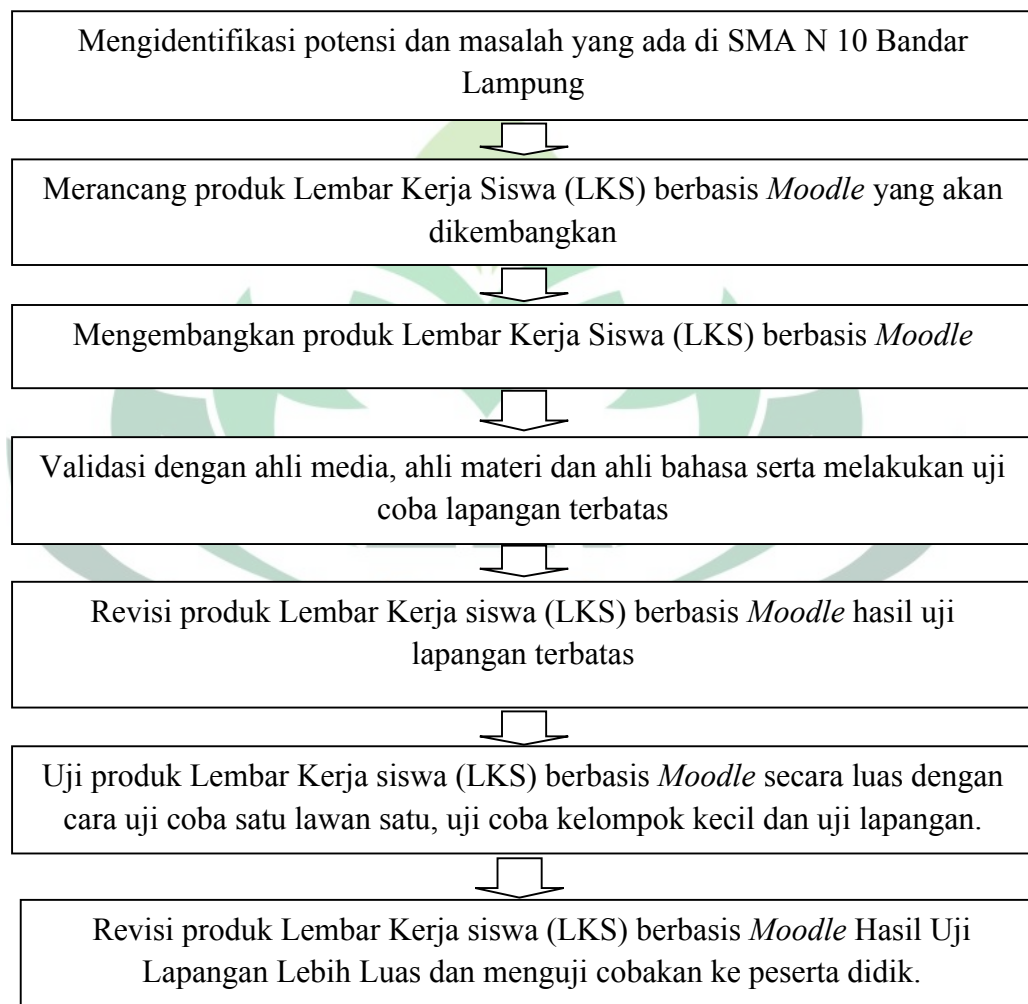 Mengidentifikasi potensi dan masalah yang ada di SMA N 10 Bandar
Lampung
Merancang produk Lembar Kerja Siswa (LKS) berbasis Moodle yang akan
dikembangkan
Mengembangkan produk Lembar Kerja Siswa (LKS) berbasis Moodle
Validasi dengan ahli media, ahli materi dan ahli bahasa serta melakukan uji
coba lapangan terbatas
Revisi produk Lembar Kerja siswa (LKS) berbasis Moodle hasil uji
lapangan terbatas
Uji produk Lembar Kerja siswa (LKS) berbasis Moodle secara luas dengan
cara uji coba satu lawan satu, uji coba kelompok kecil dan uji lapangan.
Revisi produk Lembar Kerja siswa (LKS) berbasis Moodle Hasil Uji
Lapangan Lebih Luas dan menguji cobakan ke peserta didik.